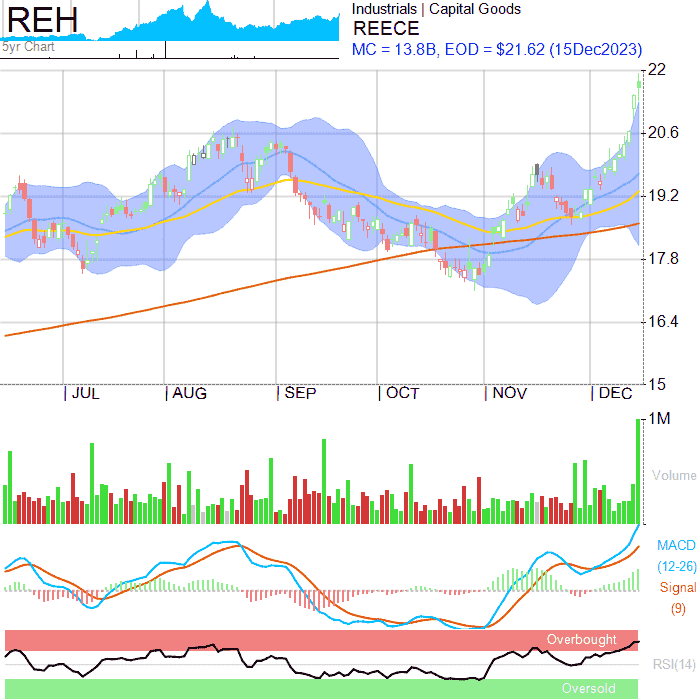 REH
5yr Chart
Industrials | Capital Goods
REECE
MC = 13.8B, EOD = $21.62 (15Dec2023)
22
20.6
19.2
17.8
16.4
15
JUL AUG SEP OCT NOV DEC
1M
Volume
MACD
(12-26)
Signal
(9)
Overbought
RSI(14)
Oversold